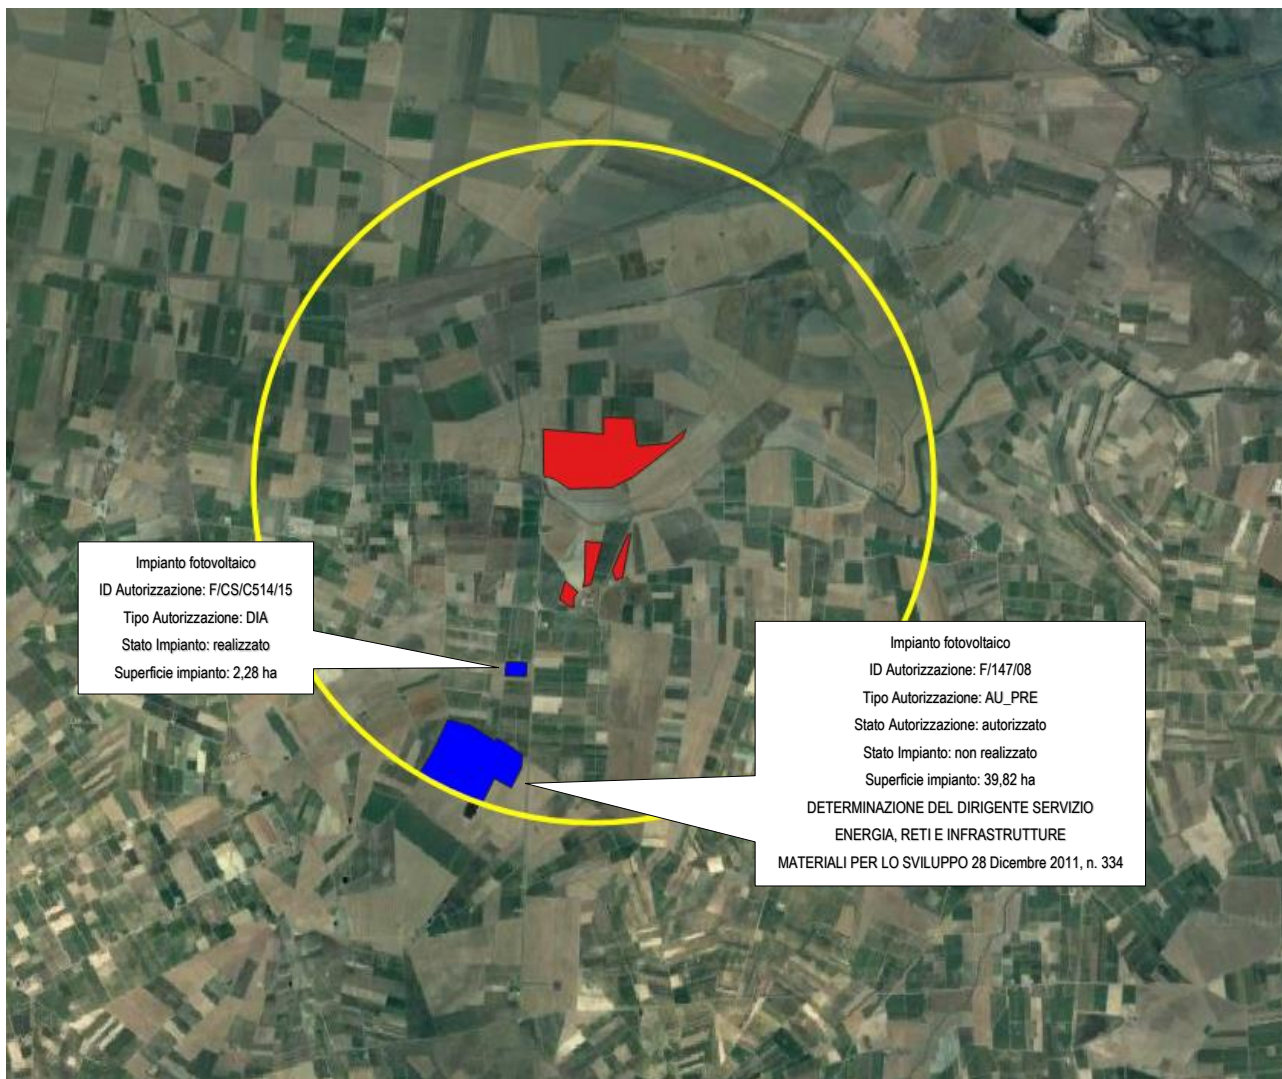 Impianto fotovoltaico
ID Autorizzazione: F/CS/C514/15
Tipo Autorizzazione: DIA
Stato Impianto: realizzato
Superficie impianto: 2,28 ha
Impianto fotovoltaico
ID Autorizzazione: F/147/08
Tipo Autorizzazione: AU_PRE
Stato Autorizzazione: autorizzato
Stato Impianto: non realizzato
Superficie impianto: 39,82 ha
DETERMINAZIONE DEL DIRIGENTE SERVIZIO
ENERGIA, RETI E INFRASTRUTTURE
MATERIALI PER LO SVILUPPO 28 Dicembre 2011, n. 334